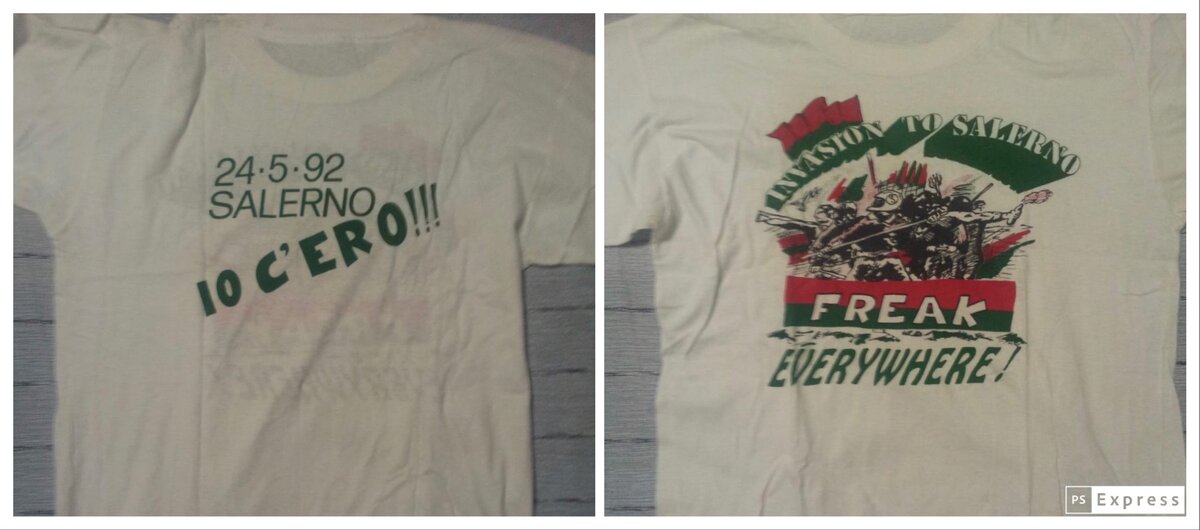 24·5·92
SALERNO
IO C'ERO!!!
INVASION TO SALERNO
FREAK
EVERYWHERE!
PS Express